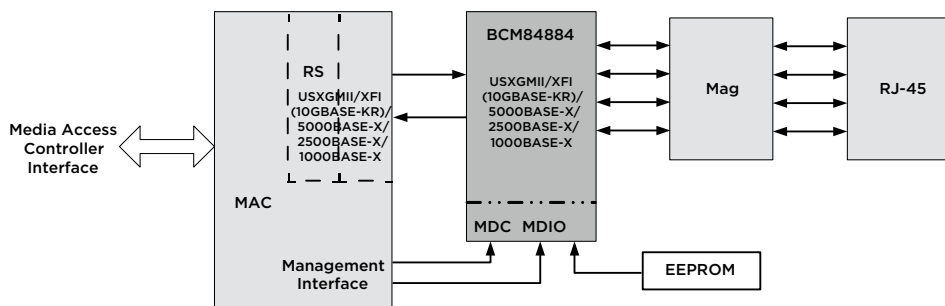 Media Access
Controller
Interface
RS
USXGMII/XFI
(10GBASE-KR)/
5000BASE-X/
2500BASE-X/
1000BASE-X
MAC
Management
Interface
BCM84884
USXGMII/XFI
(10GBASE-KR)/
5000BASE-X/
2500BASE-X/
1000BASE-X
MDC MDIO
EEPROM
Mag
RJ-45